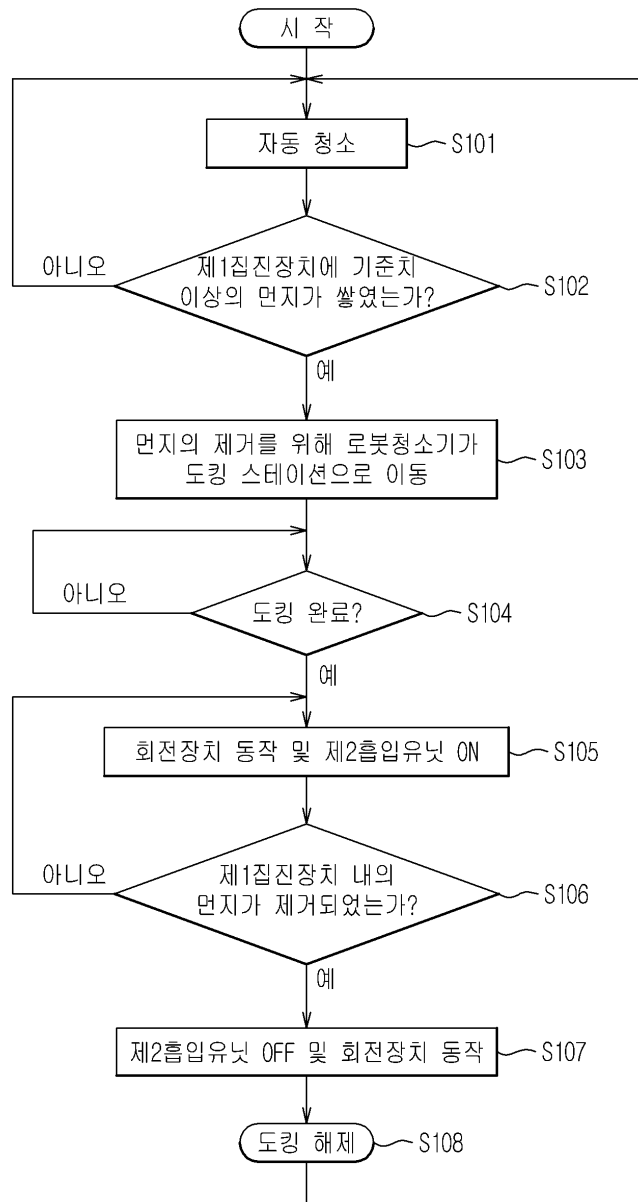 시 작
자동 청소
S101
제1집진장치에 기준치
이상의 먼지가 쌓였는가?
S102
아니오
예
먼지의 제거를 위해 로봇청소기가
도킹 스테이션으로 이동
S103
도킹 완료?
S104
아니오
예
회전장치 동작 및 제2흡입유닛 ON
S105
제1집진장치 내의
먼지가 제거되었는가?
S106
아니오
예
제2흡입유닛 OFF 및 회전장치 동작
S107
도킹 해제
S108